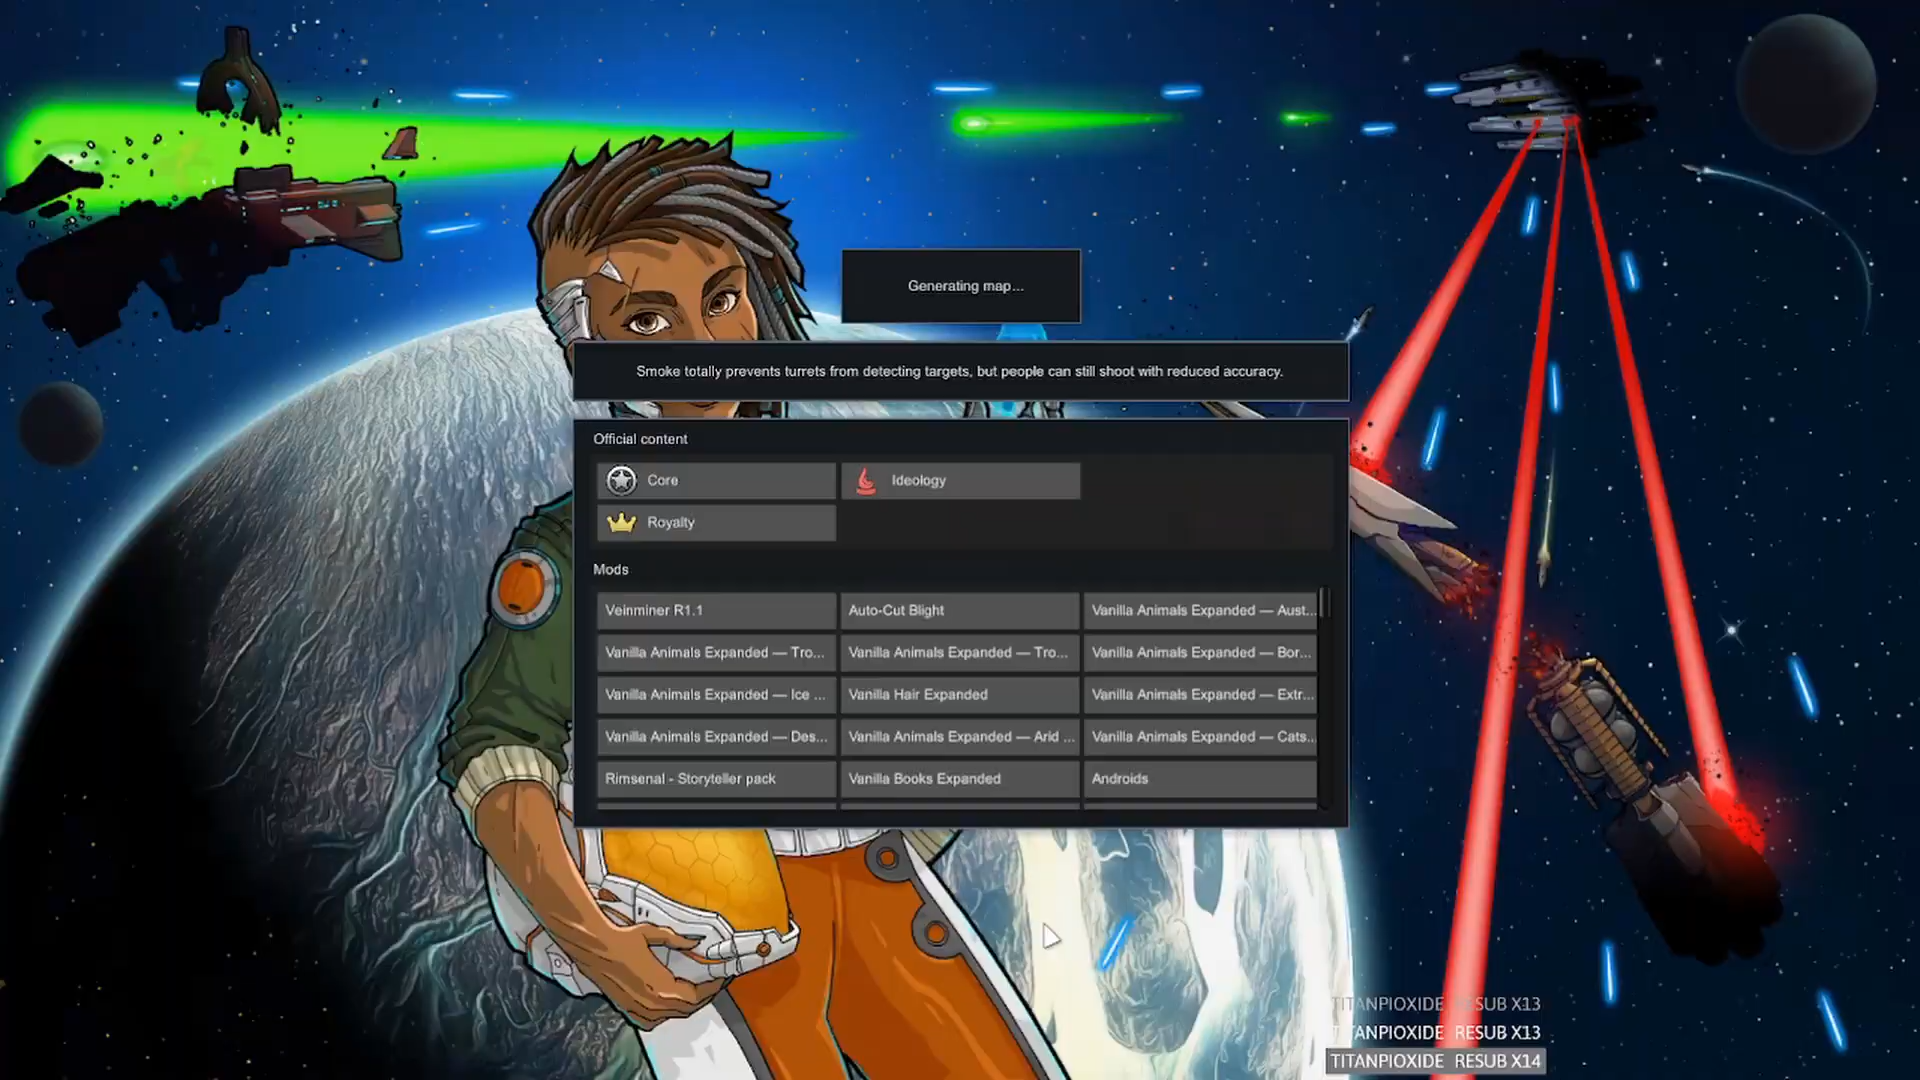 Generating map...
Smoke totally prevents turrets from detecting targets, but people can still shoot with reduced accuracy.
Official content
Core
Ideology
Royalty
Mods
Veinminer R1.1
Auto-Cut Blight
Vanilla Animals Expanded — Aust...
Vanilla Animals Expanded — Tro...
Vanilla Animals Expanded — Tro...
Vanilla Animals Expanded — Bor...
Vanilla Animals Expanded — Ice ...
Vanilla Hair Expanded
Vanilla Animals Expanded — Extr...
Vanilla Animals Expanded — Des...
Vanilla Animals Expanded — Arid ...
Vanilla Animals Expanded — Cats...
Rimsenal - Storyteller pack
Vanilla Books Expanded
Androids
TITANPIOXIDE RESUB X13
TITANPIOXIDE RESUB X13
TITANPIOXIDE RESUB X14